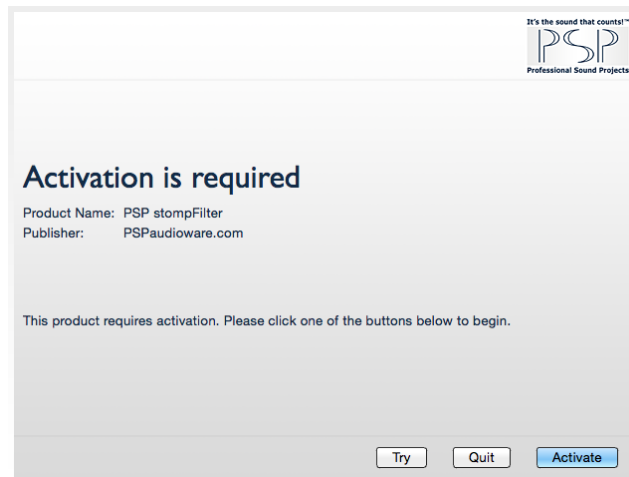 It's the sound that counts!™
PSP
Professional Sound Projects
Activation is required
Product Name: PSP stompFilter
Publisher: PSPaudioware.com
This product requires activation. Please click one of the buttons below to begin.
Try Quit Activate